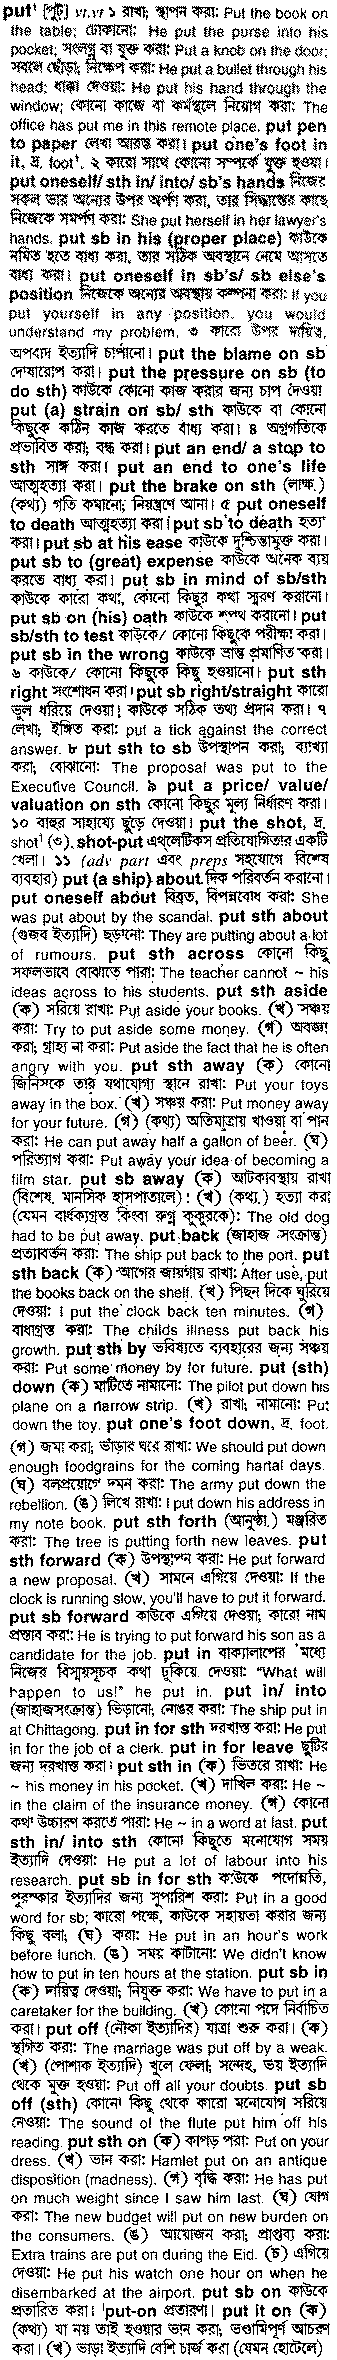 put¹ [পুট্] vt,vi ১ রাখা; স্থাপন করা: Put the book on
the table; ঢোকানো: He put the purse into his
pocket; সংলগ্ন বা যুক্ত করা: Put a knob on the door;
সবলে ছোঁড়া; নিক্ষেপ করা: He put a bullet through his
head; ধাক্কা দেওয়া: He put his hand through the
window; কোনো কাজে বা কর্মস্থলে নিয়োগ করা: The
office has put me in this remote place. put pen
to paper লেখা আরম্ভ করা। put one's foot in
it, দ্র. foot¹. ২ কারো সাথে কোনো সম্পর্কে যুক্ত হওয়া।
put oneself/ sth in/ into/ sb's hands নিজের
সকল ভার অন্যের উপর অর্পণ করা, তার সিদ্ধান্তের কাছে
নিজেকে সমর্পণ করা: She put herself in her lawyer's
hands. put sb in his (proper place) কাউকে
নমিত হতে বাধ্য করা, তার সঠিক অবস্থানে নেমে আসতে
বাধ্য করা। put oneself in sb's/ sb else's
position নিজেকে অন্যের অবস্থায় কল্পনা করা: If you
put yourself in any position, you would
understand my problem. ৩ কারো উপর দায়িত্ব,
অপবাদ ইত্যাদি চাপানো। put the blame on sb
দোষারোপ করা। put the pressure on sb (to
do sth) কাউকে কোনো কাজ করার জন্য চাপ দেওয়া।
put (a) strain on sb/ sth কাউকে বা কোনো
কিছুকে কঠিন কাজ করতে বাধ্য করা। ৪ অগ্রগতিকে
প্রভাবিত করা; বন্ধ করা। put an end/ a stop to
sth সাঙ্গ করা। put an end to one's life
আত্মহত্যা করা। put the brake on sth (লাক্ষ.)
(কথ্য) গতি কমানো; নিয়ন্ত্রণে আনা। ৫ put oneself
to death আত্মহত্যা করা। put sb to death হত্যা
করা। put sb at his ease কাউকে দুশ্চিন্তামুক্ত করা।
put sb to (great) expense কাউকে অনেক ব্যয়
করতে বাধ্য করা। put sb in mind of sb/sth
কাউকে কারো কথা, কোনো কিছুর কথা স্মরণ করানো।
put sb on (his) oath কাউকে শপথ করানো। put
sb/sth to test কাউকে/ কোনো কিছুকে পরীক্ষা করা।
put sb in the wrong কাউকে ভ্রান্ত প্রমাণিত করা।
৬ কাউকে/ কোনো কিছুকে কিছু হওয়ানো। put sth
right সংশোধন করা। put sb right/straight কারো
ভুল ধরিয়ে দেওয়া। কাউকে সঠিক তথ্য প্রদান করা। ৭
লেখা; ইঙ্গিত করা: put a tick against the correct
answer. ৮ put sth to sb উপস্থাপন করা; ব্যাখ্যা
করা; বোঝানো: The proposal was put to the
Executive Council. ৯ put a price/ value/
valuation on sth কোনো কিছুর মূল্য নির্ধারণ করা।
১০ বাহুর সাহায্যে ছুড়ে দেওয়া। put the shot, দ্র.
shot¹ (৩). shot-put এথ্‌লেটিকস প্রতিযোগিতার একটি
খেলা। ১১ (adv part এবং preps সহযোগে বিশেষ
ব্যবহার) put (a ship) about দিক পরিবর্তন করানো।
put oneself about বিব্রত, বিপন্নবোধ করা: She
was put about by the scandal. put sth about
(গুজব ইত্যাদি) ছড়ানো: They are putting about a lot
of rumours. put sth across কোনো কিছু
সফলভাবে বোঝাতে পারা: The teacher cannot ~ his
ideas across to his students. put sth aside
(ক) সরিয়ে রাখা: Put aside your books. (খ) সঞ্চয়
করা: Try to put aside some money. (গ) অবজ্ঞা
করা; গ্রাহ্য না করা: Put aside the fact that he is often
angry with you. put sth away (ক) কোনো
জিনিসকে তার যথাযোগ্য স্থানে রাখা: Put your toys
away in the box. (খ) সঞ্চয় করা: Put money away
for your future. (গ) (কথ্য) অতিমাত্রায় খাওয়া বা পান
করা: He can put away half a gallon of beer. (ঘ)
পরিত্যাগ করা: Put away your idea of becoming a
film star. put sb away (ক) আটকাবস্থায় রাখা
(বিশেষ. মানসিক হাসপাতালে)। (খ) (কথ্য.) হত্যা করা
(যেমন বার্ধক্যগ্রস্ত কিংবা রুগ্ন কুকুরকে): The old dog
had to be put away. put back (জাহাজ সংক্রান্ত)
প্রত্যাবর্তন করা: The ship put back to the port. put
sth back (ক) আগের জায়গায় রাখা: After use, put
the books back on the shelf. (খ) পিছন দিকে ঘুরিয়ে
দেওয়া: I put the clock back ten minutes. (গ)
বাধাগ্রস্ত করা: The childs illness put back his
growth. put sth by ভবিষ্যতে ব্যবহারের জন্য সঞ্চয়
করা: Put some money by for future. put (sth)
down (ক) মাটিতে নামানো: The pilot put down his
plane on a narrow strip. (খ) রাখা; নামানো: Put
down the toy. put one's foot down, দ্র. foot.
(গ) জমা করা; ভাঁড়ার ঘরে রাখা: We should put down
enough foodgrains for the coming hartal days.
(ঘ) বলপ্রয়োগে দমন করা: The army put down the
rebellion. (ঙ) লিখে রাখা: I put down his address in
my note book. put sth forth (আনুষ্ঠা.) মঞ্জরিত
করা: The tree is putting forth new leaves. put
sth forward (ক) উপস্থাপন করা: He put forward
a new proposal. (খ) সামনে এগিয়ে দেওয়া: If the
clock is running slow, you'll have to put it forward.
put sb forward কাউকে এগিয়ে দেওয়া; কারো নাম
প্রস্তাব করা: He is trying to put forward his son as a
candidate for the job. put in বাক্যালাপের মধ্যে
নিজের বিস্ময়সূচক কথা ঢুকিয়ে দেওয়া: "What will
happen to us!" he put in. put in/ into
(জাহাজসংক্রান্ত) ভিড়ানো; নোঙর করা: The ship put in
at Chittagong. put in for sth দরখাস্ত করা: He put
in for the job of a clerk. put in for leave ছুটির
জন্য দরখাস্ত করা। put sth in (ক) ভিতরে রাখা: He
~ his money in his pocket. (খ) দাখিল করা: He ~
in the claim of the insurance money. (গ) কোনো
কথা উচ্চারণ করতে পারা: He ~ in a word at last. put
sth in/ into sth কোনো কিছুতে মনোযোগ সময়
ইত্যাদি দেওয়া: He put a lot of labour into his
research. put sb in for sth কাউকে পদোন্নতি,
পুরস্কার ইত্যাদির জন্য সুপারিশ করা: Put in a good
word for sb; কারো পক্ষে, কাউকে সহায়তা করার জন্য
কিছু বলা; (ঘ) করা: He put in an hour's work
before lunch. (ঙ) সময় কাটানো: We didn't know
how to put in ten hours at the station. put sb in
(ক) দায়িত্ব দেওয়া; নিযুক্ত করা: We have to put in a
caretaker for the building. (খ) কোনো পদে নির্বাচিত
করা। put off (নৌকা ইত্যাদির) যাত্রা শুরু করা। (ক)
স্থগিত করা: The marriage was put off by a weak.
(খ) (পোশাক ইত্যাদি) খুলে ফেলা; সন্দেহ, ভয় ইত্যাদি
থেকে মুক্ত হওয়া: Put off all your doubts. put sb
off (sth) কোনো কিছু থেকে কারো মনোযোগ সরিয়ে
নেওয়া: The sound of the flute put him off his
reading. put sth on (ক) কাপড় পরা: Put on your
dress. (খ) ভান করা: Hamlet put on an antique
disposition (madness). (গ) বৃদ্ধি করা: He has put
on much weight since I saw him last. (ঘ) যোগ
করা: The new budget will put on new burden on
the consumers. (ঙ) আয়োজন করা; প্রাপ্তব্য করা:
Extra trains are put on during the Eid. (চ) এগিয়ে
দেওয়া: He put his watch one hour on when he
disembarked at the airport. put sb on কাউকে
প্রতারিত করা। 'put-on প্রতারণা। put it on (ক)
(কথ্য) যা নয় তাই হওয়ার ভান করা; ভণ্ডামিপূর্ণ আচরণ
করা। (খ) ভাড়া ইত্যাদি বেশি চার্জ করা (যেমন হোটেলে)